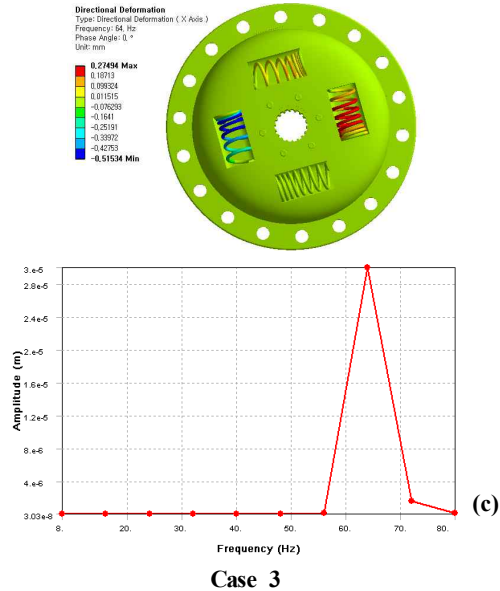 Directional Deformation
Type: Directional Deformation ( X Axis )
Frequency: 64, Hz
Phase Angle: 0, °
Unit: mm
0,27494 Max
0,18713
0,099324
0,011515
-0,076293
-0,1641
-0,25191
-0,33972
-0,42753
-0,51534 Min
3.e-5
2.8e-5
2.4e-5
2.e-5
1.6e-5
1.2e-5
8.e-6
4.e-6
3.03e-8
Amplitude (m)
8. 20. 30. 40. 50. 60. 70. 80.
Frequency (Hz)
(c)
Case 3